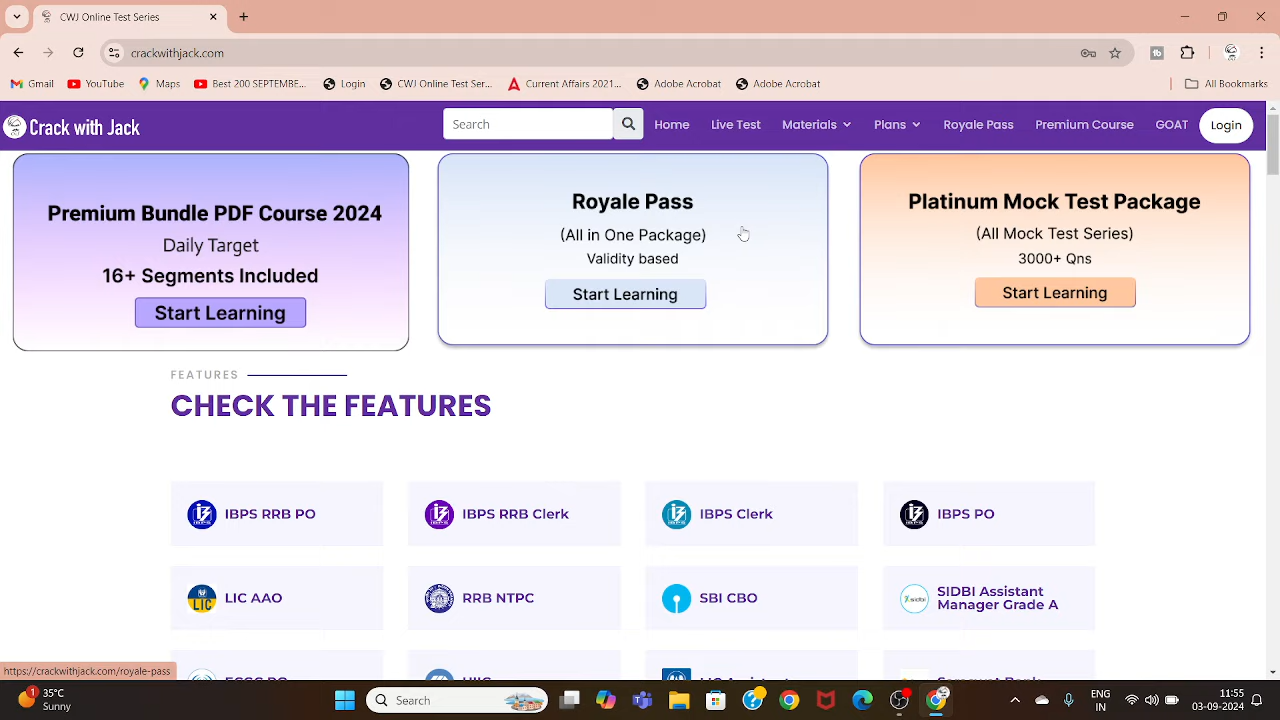 CWJ Online Test Series
crackwithjack.com
Gmail
YouTube
Maps
Best 200 SEPTEMBE...
Login
CWJ Online Test Ser...
Current Affairs 2021...
Adobe Acrobat
Adobe Acrobat
All Bookmarks
Crack with Jack
Search
Home
Live Test
Materials
Plans
Royale Pass
Premium Course
GOAT
Login
Premium Bundle PDF Course 2024
Daily Target
16+ Segments Included
Start Learning
Royale Pass
(All in One Package)
Validity based
Start Learning
Platinum Mock Test Package
(All Mock Test Series)
3000+ Qns
Start Learning
FEATURES
CHECK THE FEATURES
IBPS RRB PO
IBPS RRB Clerk
IBPS Clerk
IBPS PO
LIC AAO
RRB NTPC
SBI CBO
SIDBI Assistant
Manager Grade A
https://crackwithjack.com/royale-pass
1
35°C
Sunny
Search
ENG
IN
11:55
03-09-2024